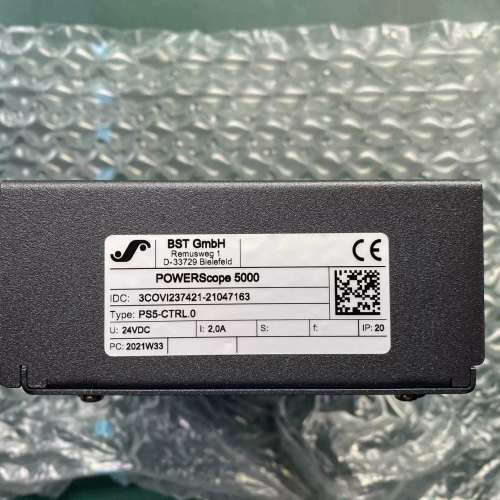 BST GmbH
Remusweg 1
D-33729 Bielefeld
CE
POWERScope 5000
IDC: 3COVI237421-21047163
Type: PS5-CTRL.0
U: 24VDC I: 2,0A S: f: IP: 20
PC: 2021W33